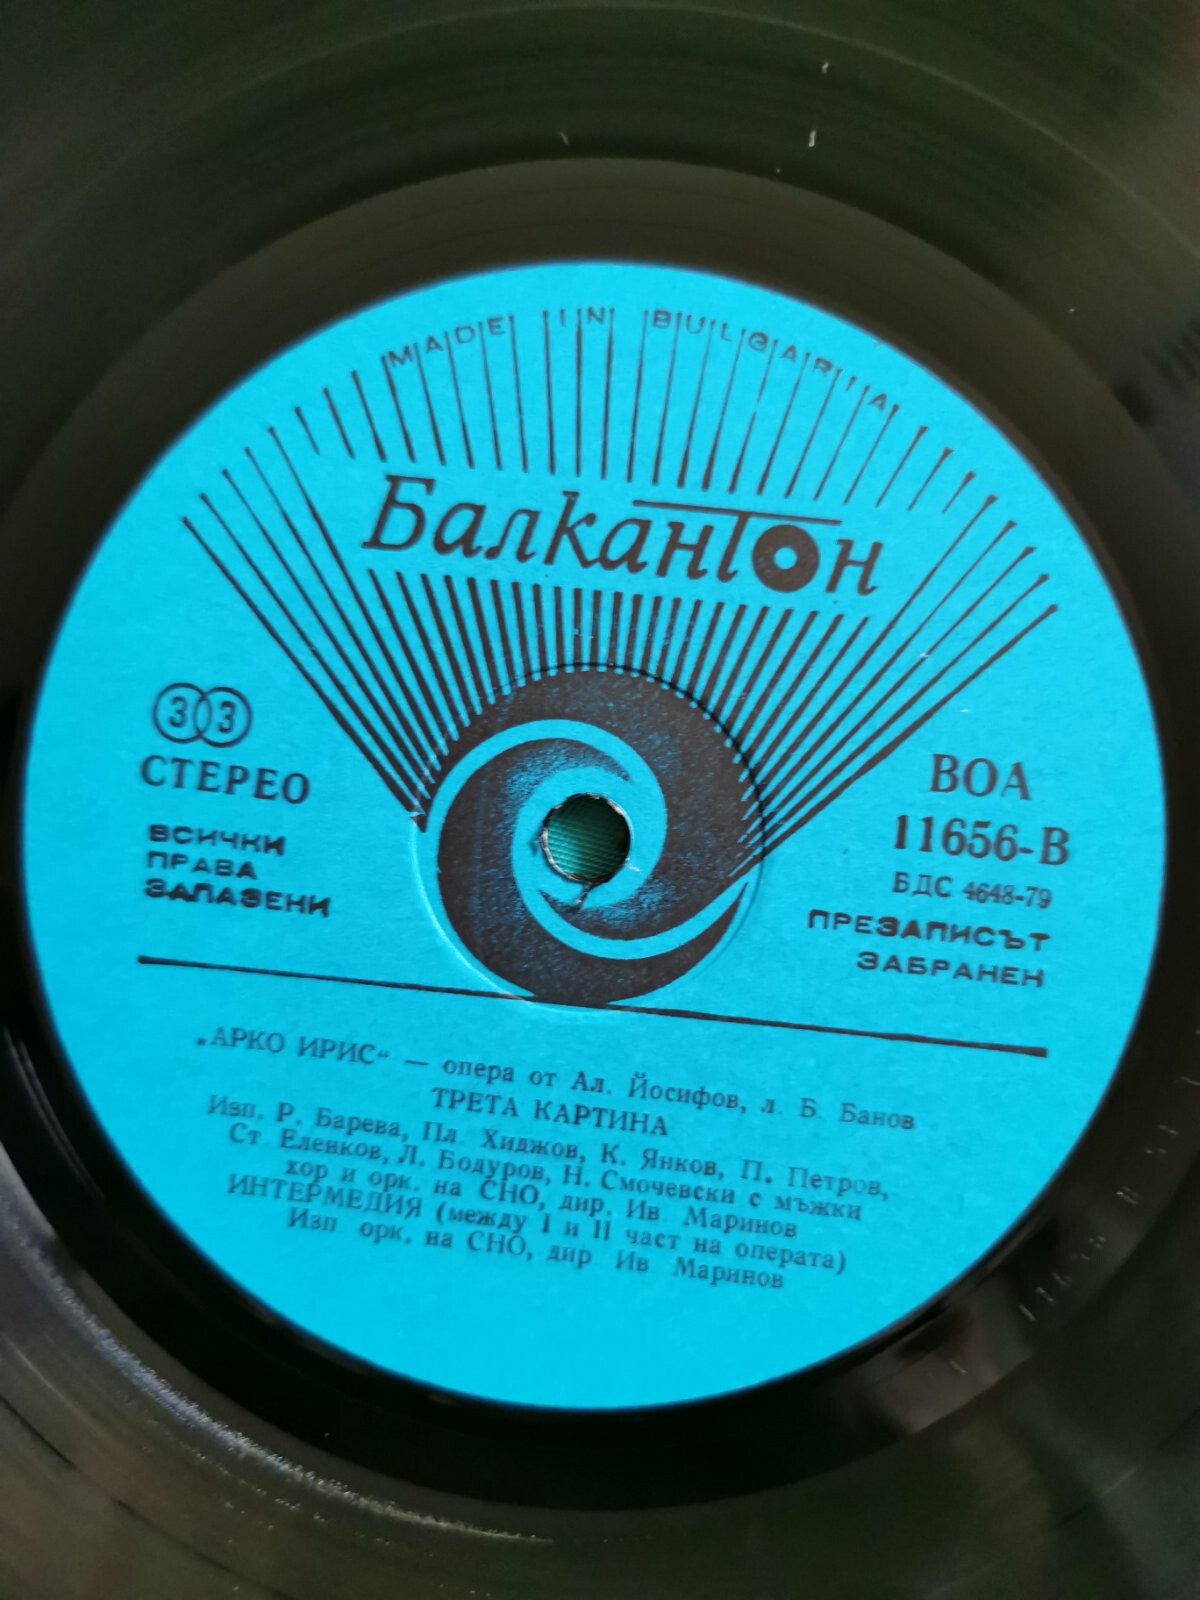 MADE IN BULGARIA
Балкантон
33
СТЕРЕО
ВСИЧКИ
ПРАВА
ЗАПАЗЕНИ
ВОА
11656-В
БДС 4648-79
ПРЕЗАПИСЪТ
ЗАБРАНЕН
„АРКО ИРИС“ — опера от Ал. Йосифов, л. Б. Банов
ТРЕТА КАРТИНА
Изп. Р. Барева, Пл. Хиджов, К. Янков, П. Петров,
Ст. Еленков, Л. Бодуров, Н. Смочевски с мъжки
хор и орк. на СНО, дир. Ив. Маринов
ИНТЕРМЕДИЯ (между I и II част на операта)
Изп орк. на СНО, дир Ив Маринов